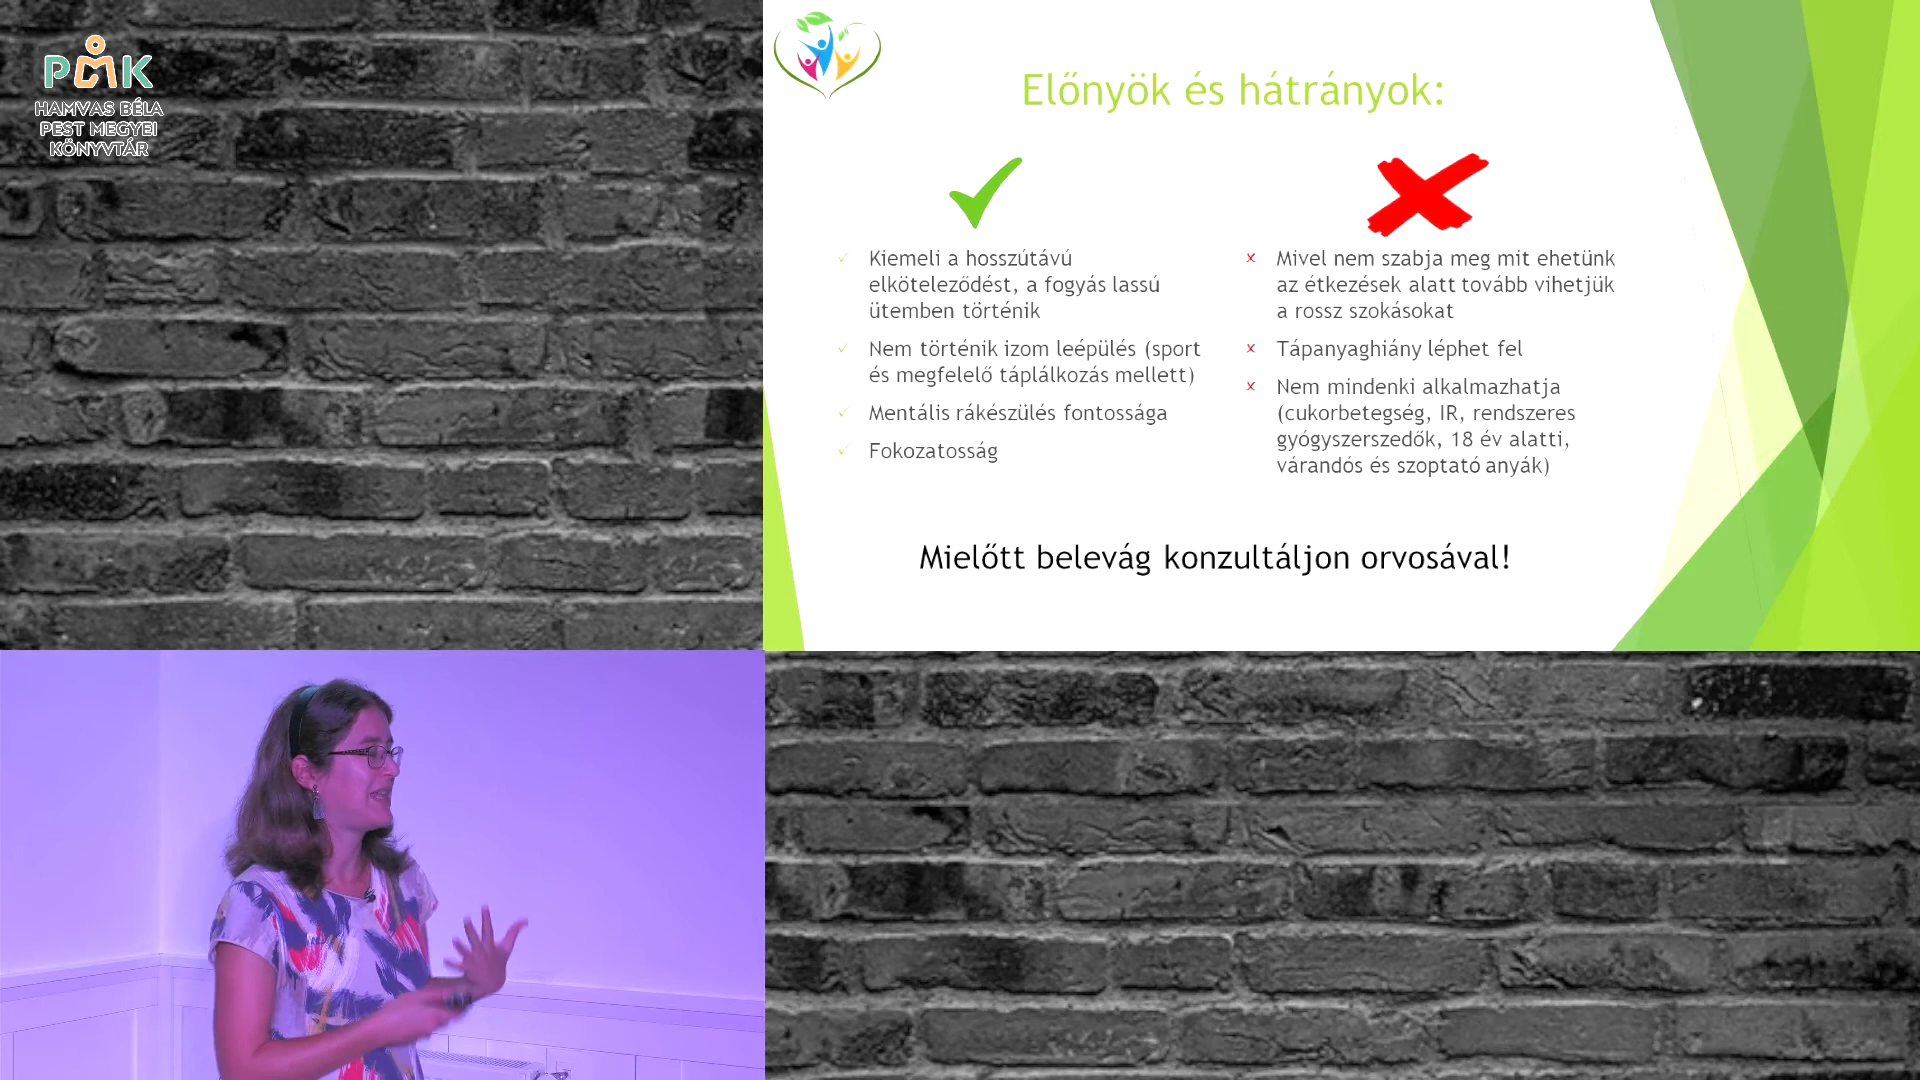 PMK
HAMVAS BÉLA
PEST MEGYEI
KÖNYVTÁR
Előnyök és hátrányok:
Kiemeli a hosszútávú
elköteleződést, a fogyás lassú
ütemben történik
Nem történik izom leépülés (sport
és megfelelő táplálkozás mellett)
Mentális rákészülés fontossága
Fokozatosság
Mivel nem szabja meg mit ehetünk
az étkezések alatt tovább vihetjük
a rossz szokásokat
Tápanyaghiány léphet fel
Nem mindenki alkalmazhatja
(cukorbetegség, IR, rendszeres
gyógyszerszedők, 18 év alatti,
várandós és szoptató anyák)
Mielőtt belevág konzultáljon orvosával!